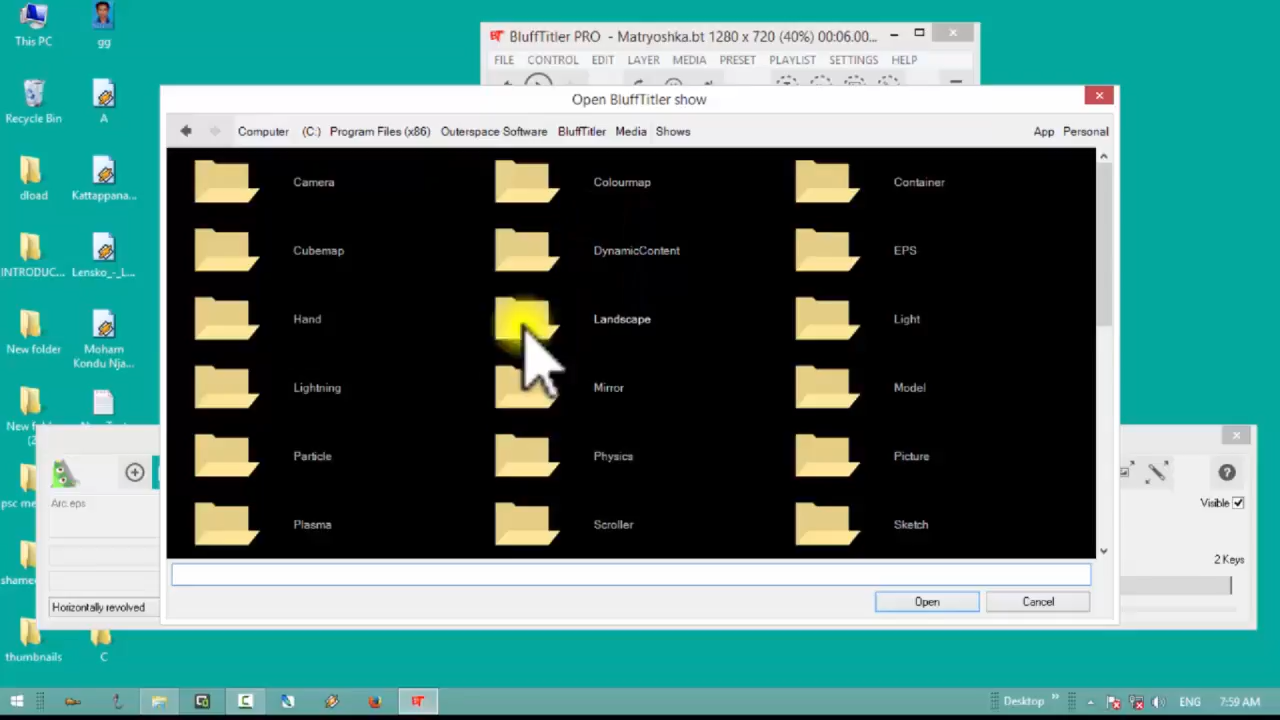 This PC
gg
BluffTitler PRO - Matryoshka.bt 1280 x 720 (40%) 00:06.00...
FILE CONTROL EDIT LAYER MEDIA PRESET PLAYLIST SETTINGS HELP
Open BluffTitler show
Recycle Bin
A
Computer (C:) Program Files (x86) Outerspace Software BluffTitler Media Shows App Personal
Camera Colourmap Container
dload
Kattappana...
Cubemap DynamicContent EPS
INTRODUC...
Lensko_-_L...
Hand Landscape Light
New folder
Moham
Kondu Nja...
Lightning Mirror Model
Particle Physics Picture
psc me
Arc.eps
Visible
Plasma Scroller Sketch
2 Keys
shame
Horizontally revolved
Open Cancel
thumbnails
C
Desktop »
ENG
7:59 AM